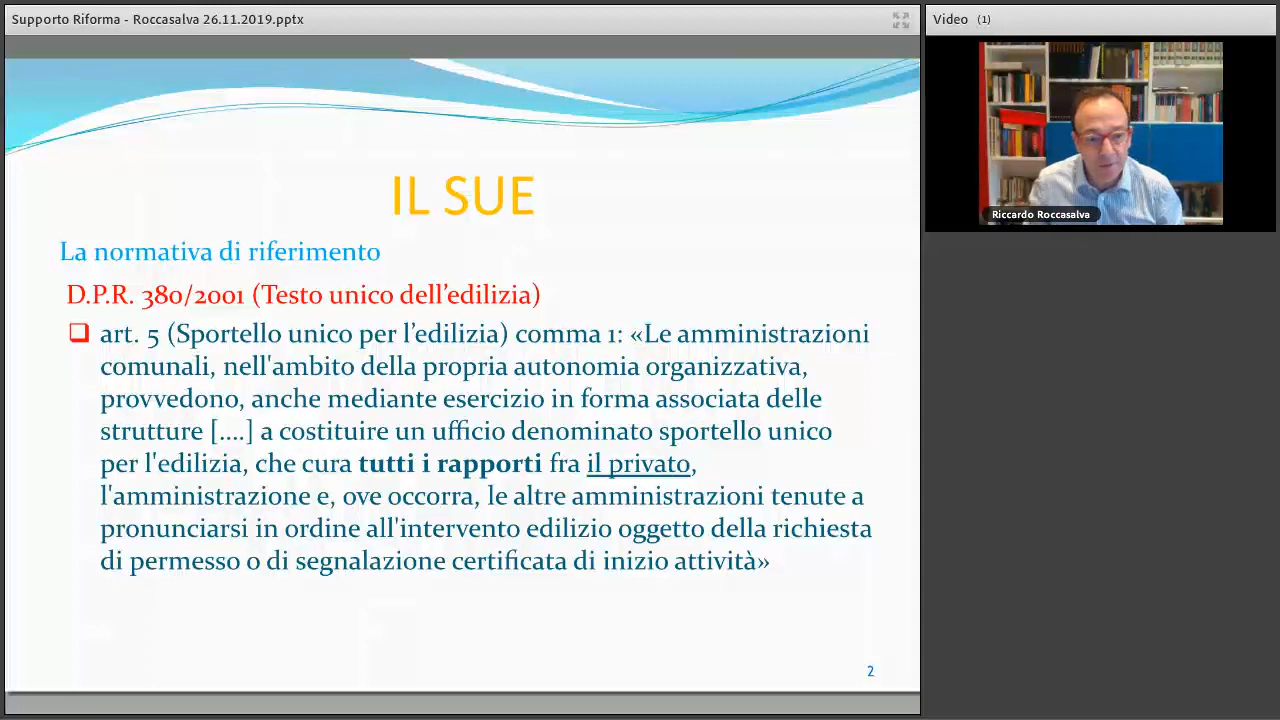 Supporto Riforma - Roccasalva 26.11.2019.pptx
Video (1)
Riccardo Roccasalva
IL SUE
La normativa di riferimento
D.P.R. 380/2001 (Testo unico dell’edilizia)
art. 5 (Sportello unico per l’edilizia) comma 1: «Le amministrazioni
comunali, nell'ambito della propria autonomia organizzativa,
provvedono, anche mediante esercizio in forma associata delle
strutture [....] a costituire un ufficio denominato sportello unico
per l'edilizia, che cura tutti i rapporti fra il privato,
l'amministrazione e, ove occorra, le altre amministrazioni tenute a
pronunciarsi in ordine all'intervento edilizio oggetto della richiesta
di permesso o di segnalazione certificata di inizio attività»
2